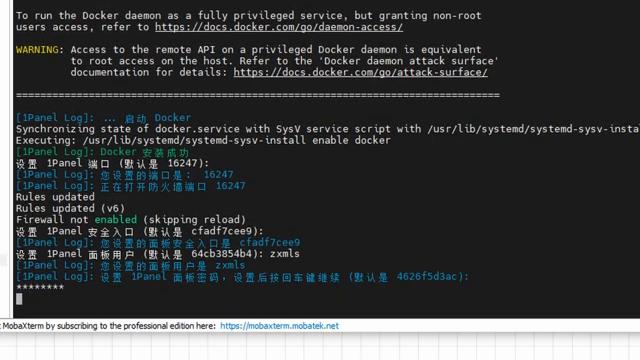 To run the Docker daemon as a fully privileged service, but granting non-root
users access, refer to https://docs.docker.com/go/daemon-access/
WARNING: Access to the remote API on a privileged Docker daemon is equivalent
to root access on the host. Refer to the 'Docker daemon attack surface'
documentation for details: https://docs.docker.com/go/attack-surface/
================================================================================
[1Panel Log]: ... 启动 Docker
Synchronizing state of docker.service with SysV service script with /usr/lib/systemd/systemd-sysv-instal
Executing: /usr/lib/systemd/systemd-sysv-install enable docker
[1Panel Log]: Docker 安装成功
设置 1Panel 端口 (默认是 16247):
[1Panel Log]: 您设置的端口是: 16247
[1Panel Log]: 正在打开防火墙端口 16247
Rules updated
Rules updated (v6)
Firewall not enabled (skipping reload)
设置 1Panel 安全入口 (默认是 cfadf7cee9):
[1Panel Log]: 您设置的面板安全入口是 cfadf7cee9
设置 1Panel 面板用户 (默认是 64cb3854b4): zxmls
[1Panel Log]: 您设置的面板用户是 zxmls
[1Panel Log]: 设置 1Panel 面板密码，设置后按回车键继续 (默认是 4626f5d3ac):
********
MobaXterm by subscribing to the professional edition here: https://mobaxterm.mobatek.net